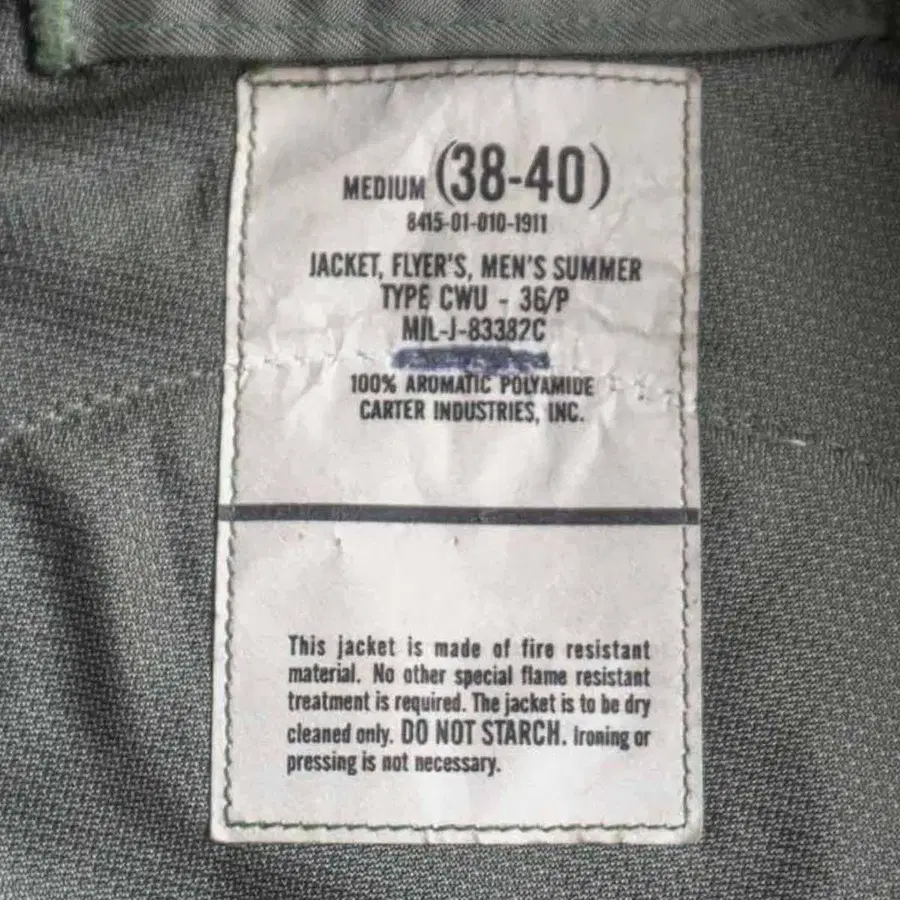 MEDIUM (38-40)
8415-01-010-1911
JACKET, FLYER'S, MEN'S SUMMER
TYPE CWU - 36/P
MIL-J-83382C
100% AROMATIC POLYAMIDE
CARTER INDUSTRIES, INC.
This jacket is made of fire resistant
material. No other special flame resistant
treatment is required. The jacket is to be dry
cleaned only. DO NOT STARCH. Ironing or
pressing is not necessary.